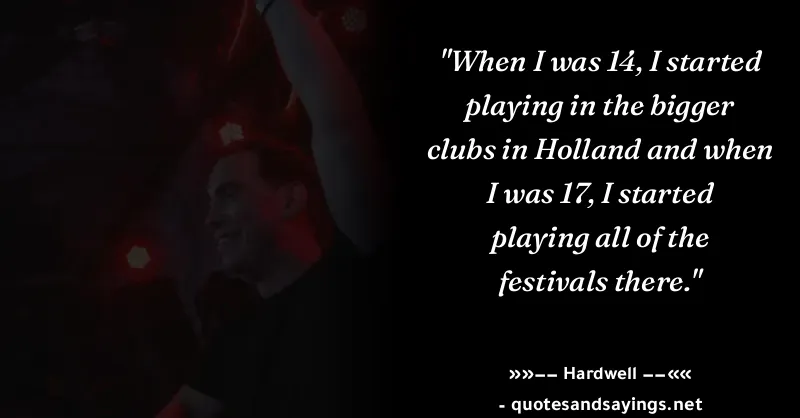 "When I was 14, I started
playing in the bigger
clubs in Holland and when
I was 17, I started
playing all of the
festivals there."
»»–– Hardwell ––««
- quotesandsayings.net